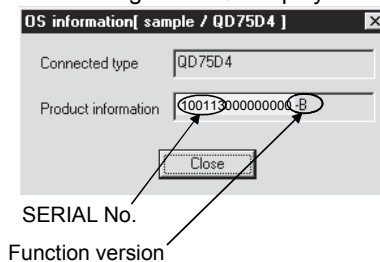 OS information[ sample / QD75D4 ]
Connected type QD75D4
Product information 100113000000000 -B
Close
SERIAL No.
Function version